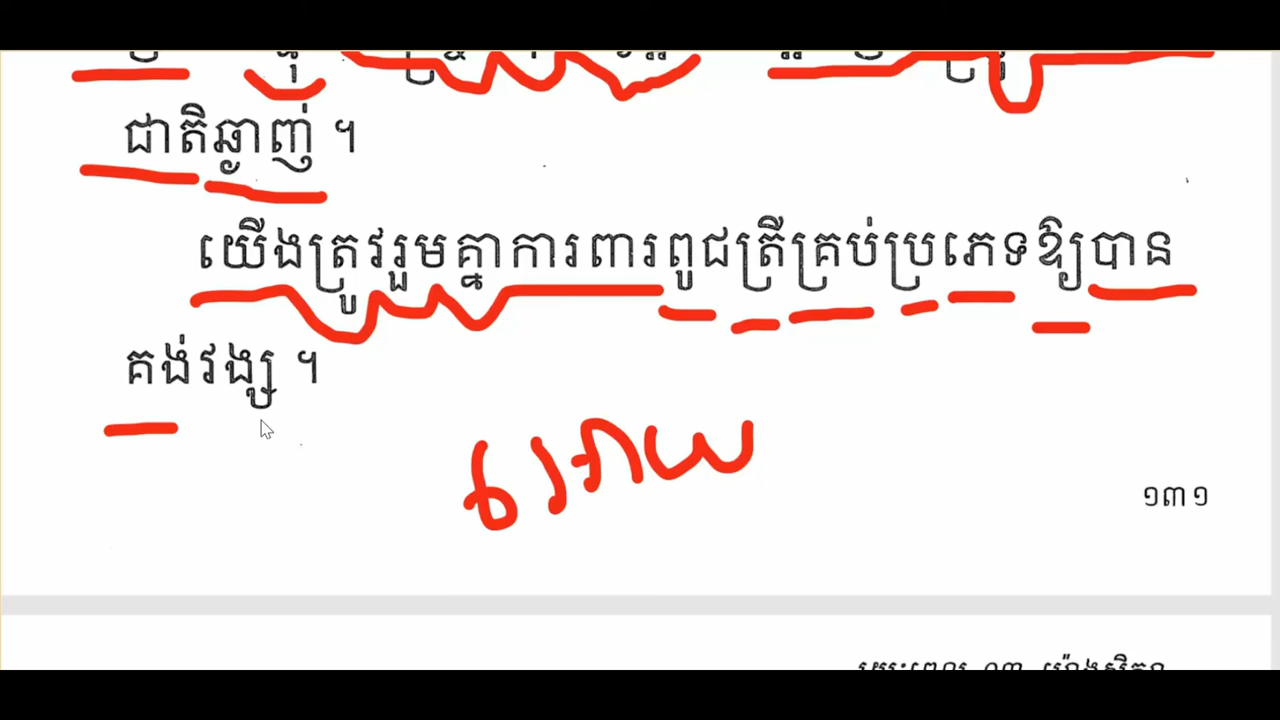 ជាតិឆ្ងាញ់ ។
យើងត្រូវរួមគ្នាការពារពូជត្រីគ្រប់ប្រភេទឱ្យបាន
គង់វង្ស ។
អោយ
១៣១